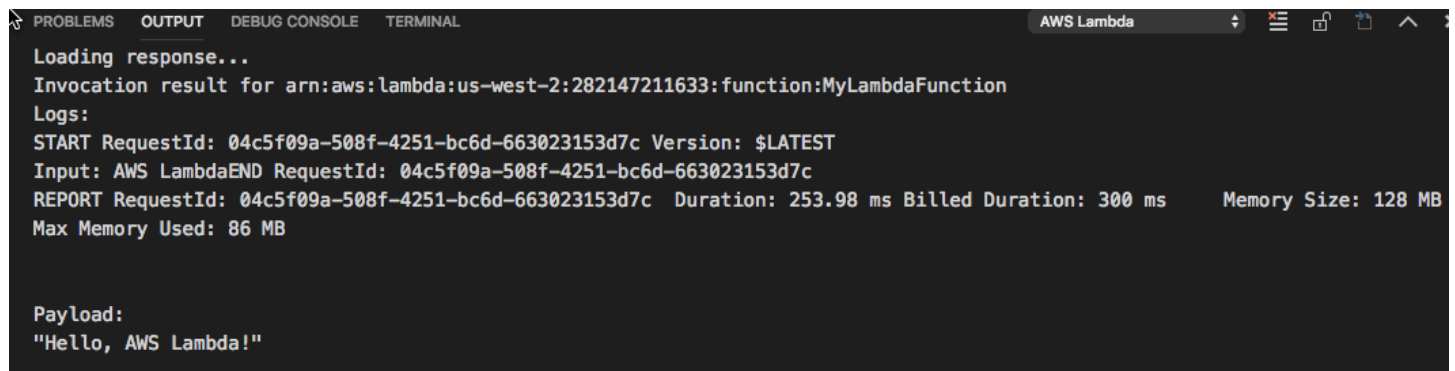 PROBLEMS OUTPUT DEBUG CONSOLE TERMINAL AWS Lambda
Loading response...
Invocation result for arn:aws:lambda:us-west-2:282147211633:function:MyLambdaFunction
Logs:
START RequestId: 04c5f09a-508f-4251-bc6d-663023153d7c Version: $LATEST
Input: AWS LambdaEND RequestId: 04c5f09a-508f-4251-bc6d-663023153d7c
REPORT RequestId: 04c5f09a-508f-4251-bc6d-663023153d7c Duration: 253.98 ms Billed Duration: 300 ms Memory Size: 128 MB
Max Memory Used: 86 MB
Payload:
"Hello, AWS Lambda!"